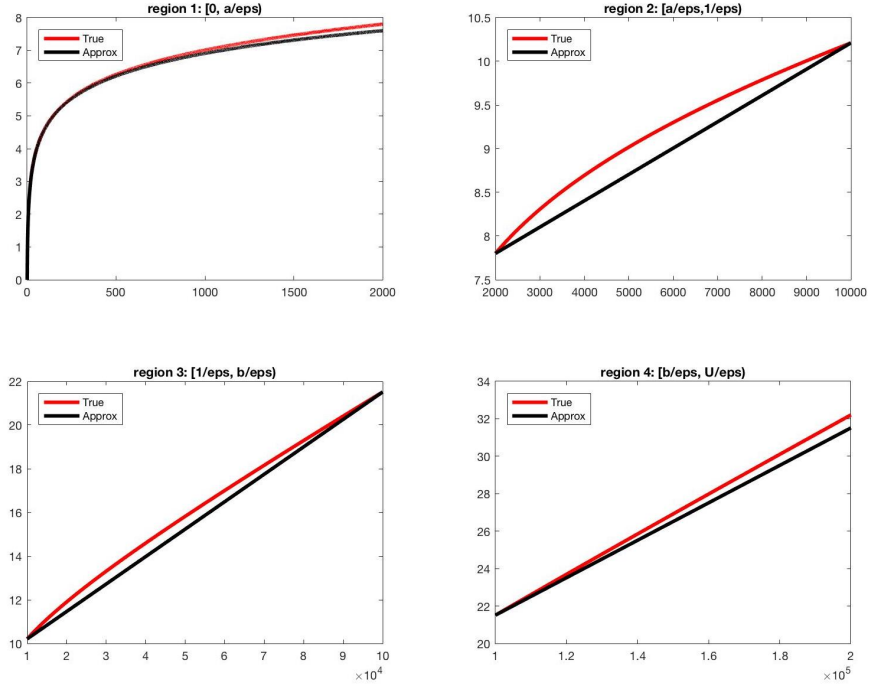 region 1: [0, a/eps)
True
Approx
8
7
6
5
4
3
2
1
0
0 500 1000 1500 2000
region 2: [a/eps,1/eps)
True
Approx
10.5
10
9.5
9
8.5
8
7.5
2000 3000 4000 5000 6000 7000 8000 9000 10000
region 3: [1/eps, b/eps)
True
Approx
22
20
18
16
14
12
10
1 2 3 4 5 6 7 8 9 10
×10^4
region 4: [b/eps, U/eps)
True
Approx
34
32
30
28
26
24
22
20
1 1.2 1.4 1.6 1.8 2
×10^5